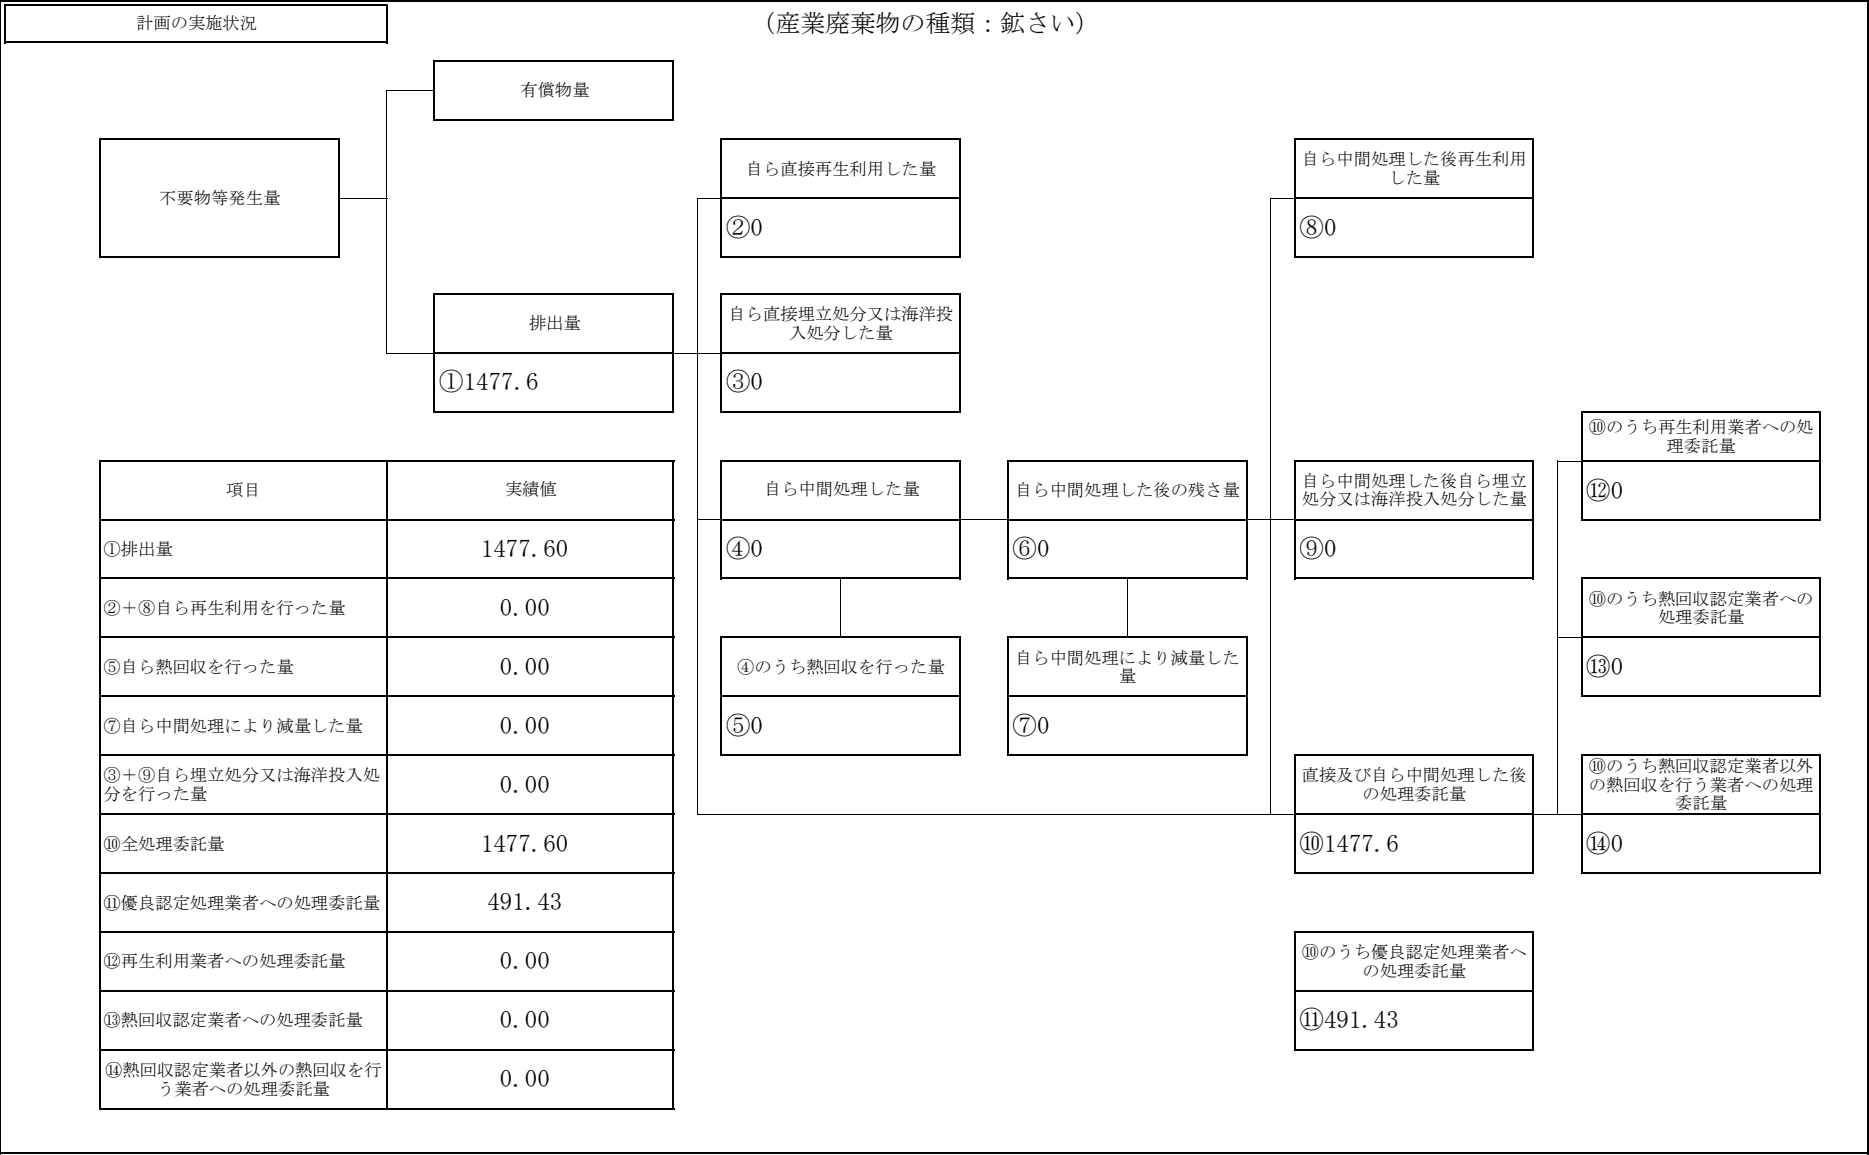 計画の実施状況
（産業廃棄物の種類：鉱さい）
有償物量
不要物等発生量
自ら直接再生利用した量
②0
自ら中間処理した後再生利用
した量
⑧0
排出量
①1477.6
自ら直接埋立処分又は海洋投
入処分した量
③0
⑩のうち再生利用業者への処
理委託量
⑫0
自ら中間処理した量
④0
自ら中間処理した後の残さ量
⑥0
自ら中間処理した後自ら埋立
処分又は海洋投入処分した量
⑨0
⑩のうち熱回収認定業者への
処理委託量
⑬0
④のうち熱回収を行った量
⑤0
自ら中間処理により減量した
量
⑦0
直接及び自ら中間処理した後
の処理委託量
⑩1477.6
⑩のうち熱回収認定業者以外
の熱回収を行う業者への処理
委託量
⑭0
⑩のうち優良認定処理業者へ
の処理委託量
⑪491.43
項目 実績値
①排出量 1477.60
②＋⑧自ら再生利用を行った量 0.00
⑤自ら熱回収を行った量 0.00
⑦自ら中間処理により減量した量 0.00
③＋⑨自ら埋立処分又は海洋投入処
分を行った量 0.00
⑩全処理委託量 1477.60
⑪優良認定処理業者への処理委託量 491.43
⑫再生利用業者への処理委託量 0.00
⑬熱回収認定業者への処理委託量 0.00
⑭熱回収認定業者以外の熱回収を行
う業者への処理委託量 0.00